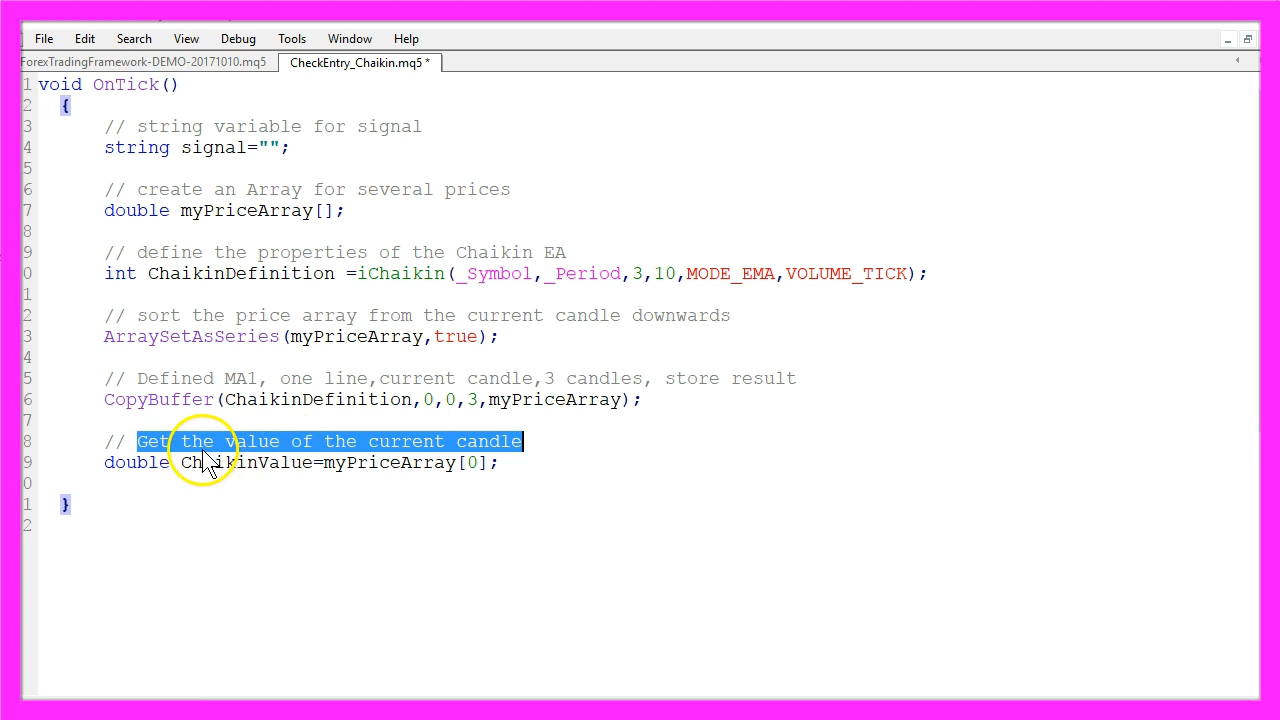 File Edit Search View Debug Tools Window Help
ForexTradingFramework-DEMO-20171010.mq5 CheckEntry_Chaikin.mq5 *
1 void OnTick()
2 {
3 // string variable for signal
4 string signal="";
5
6 // create an Array for several prices
7 double myPriceArray[];
8
9 // define the properties of the Chaikin EA
0 int ChaikinDefinition =iChaikin(_Symbol,_Period,3,10,MODE_EMA,VOLUME_TICK);
1
2 // sort the price array from the current candle downwards
3 ArraySetAsSeries(myPriceArray,true);
4
5 // Defined MA1, one line,current candle,3 candles, store result
6 CopyBuffer(ChaikinDefinition,0,0,3,myPriceArray);
7
8 // Get the value of the current candle
9 double ChaikinValue=myPriceArray[0];
0
1 }
2